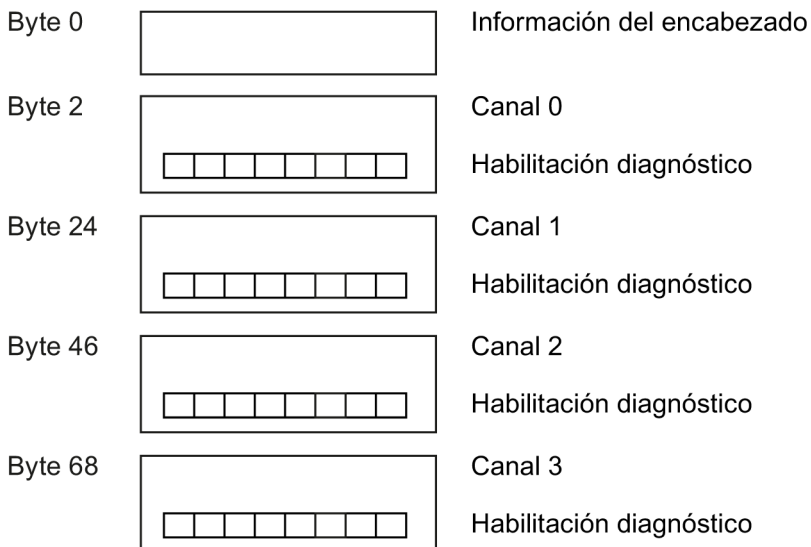 Byte 0 Información del encabezado
Byte 2 Canal 0
Habilitación diagnóstico
Byte 24 Canal 1
Habilitación diagnóstico
Byte 46 Canal 2
Habilitación diagnóstico
Byte 68 Canal 3
Habilitación diagnóstico